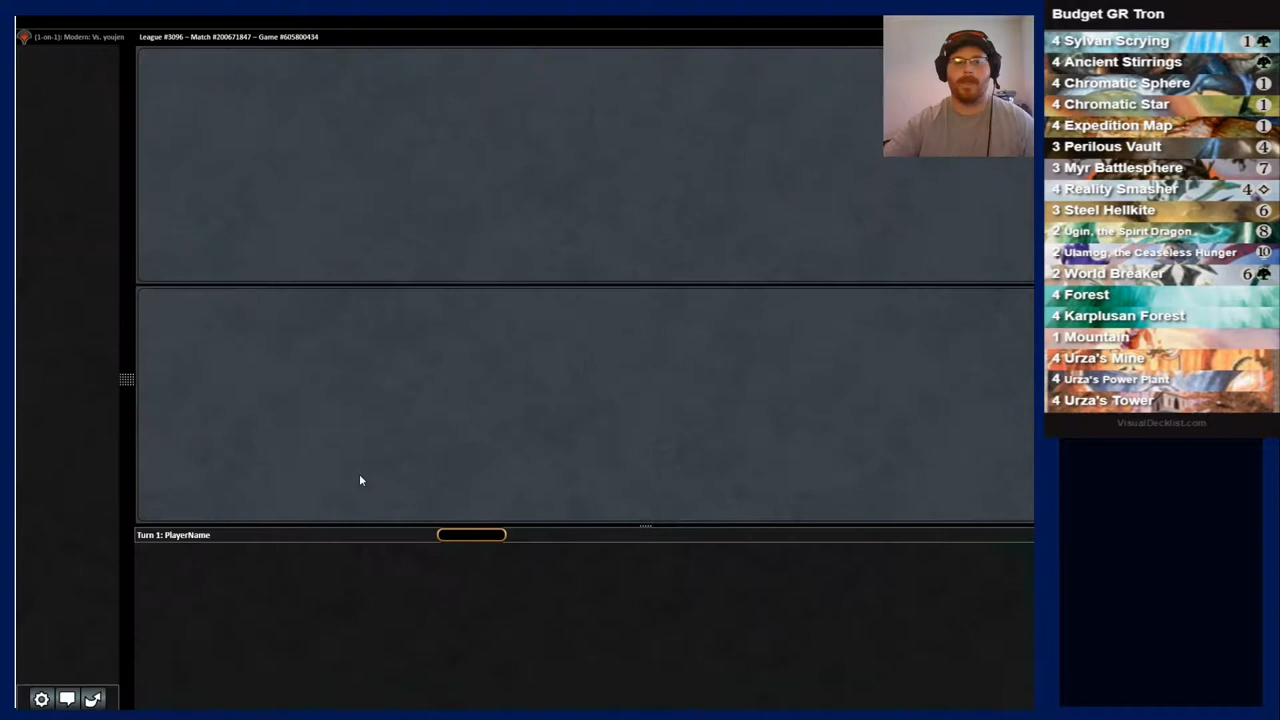 (1-on-1): Modern: Vs. youjen
League #3096 – Match #200671847 – Game #605800434
Turn 1: PlayerName
Budget GR Tron
4 Sylvan Scrying 1
4 Ancient Stirrings
4 Chromatic Sphere 1
4 Chromatic Star 1
4 Expedition Map 1
3 Perilous Vault 4
3 Myr Battlesphere 7
4 Reality Smasher 4
3 Steel Hellkite 6
2 Ugin, the Spirit Dragon 8
2 Ulamog, the Ceaseless Hunger 10
2 World Breaker 6
4 Forest
4 Karplusan Forest
1 Mountain
4 Urza's Mine
4 Urza's Power Plant
4 Urza's Tower
VisualDecklist.com